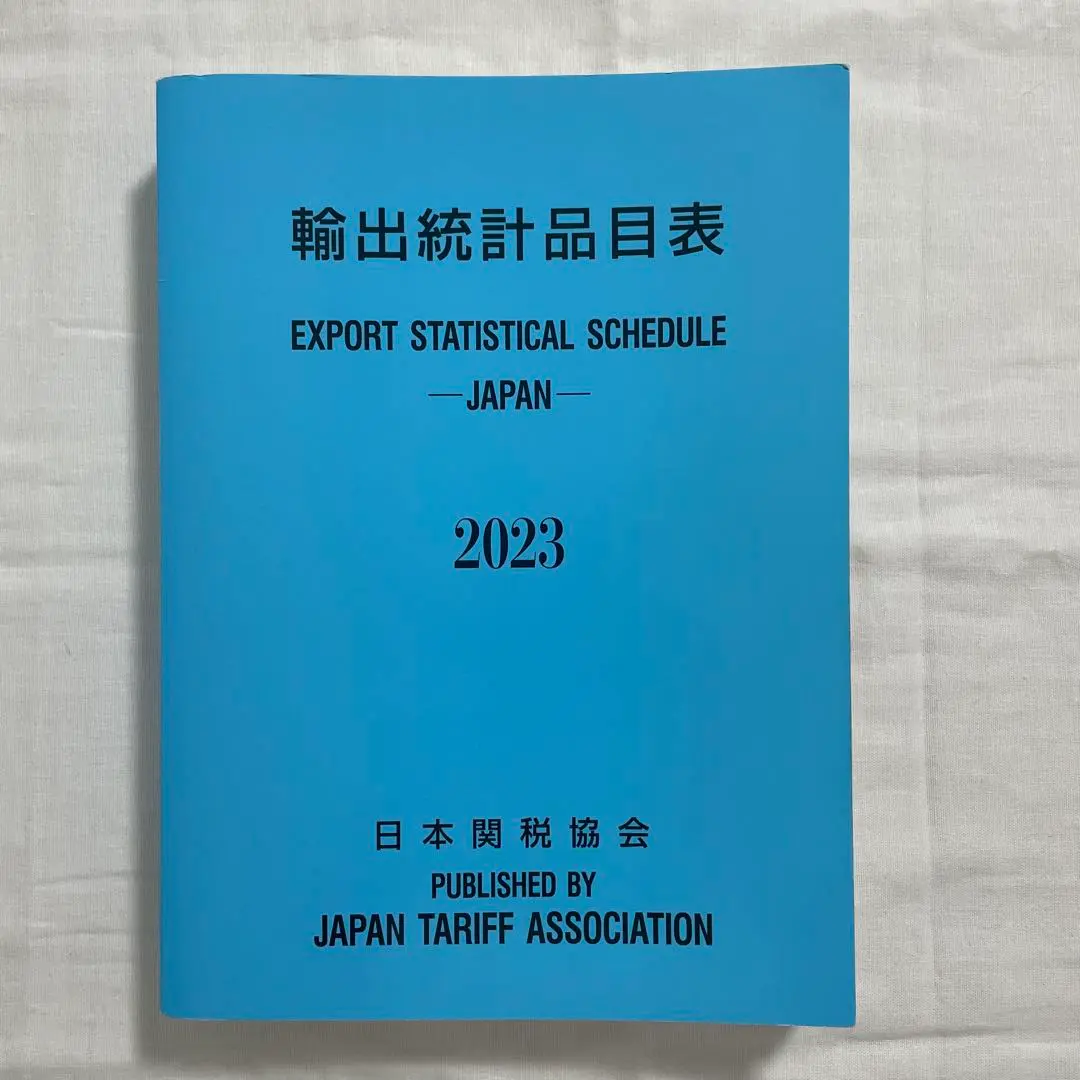 輸出統計品目表
EXPORT STATISTICAL SCHEDULE
—JAPAN—
2023
日本関税協会
PUBLISHED BY
JAPAN TARIFF ASSOCIATION